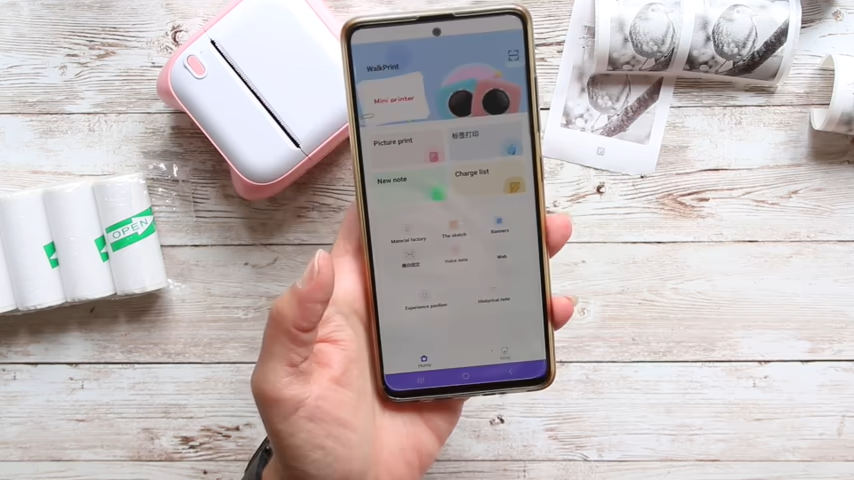 WalkPrint
Mini printer
Picture print
标签打印
New note
Charge list
Material factory
The sketch
Banners
Voice note
Web
Experience pavilion
Historical note
Home
OPEN